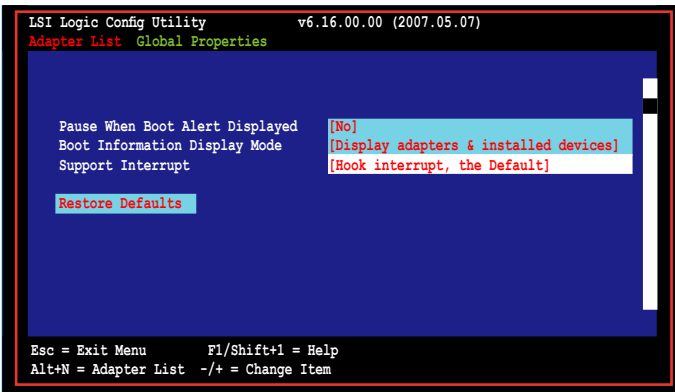 LSI Logic Config Utility v6.16.00.00 (2007.05.07)
Adapter List Global Properties
Pause When Boot Alert Displayed [No]
Boot Information Display Mode [Display adapters & installed devices]
Support Interrupt [Hook interrupt, the Default]
Restore Defaults
Esc = Exit Menu F1/Shift+1 = Help
Alt+N = Adapter List -/+ = Change Item